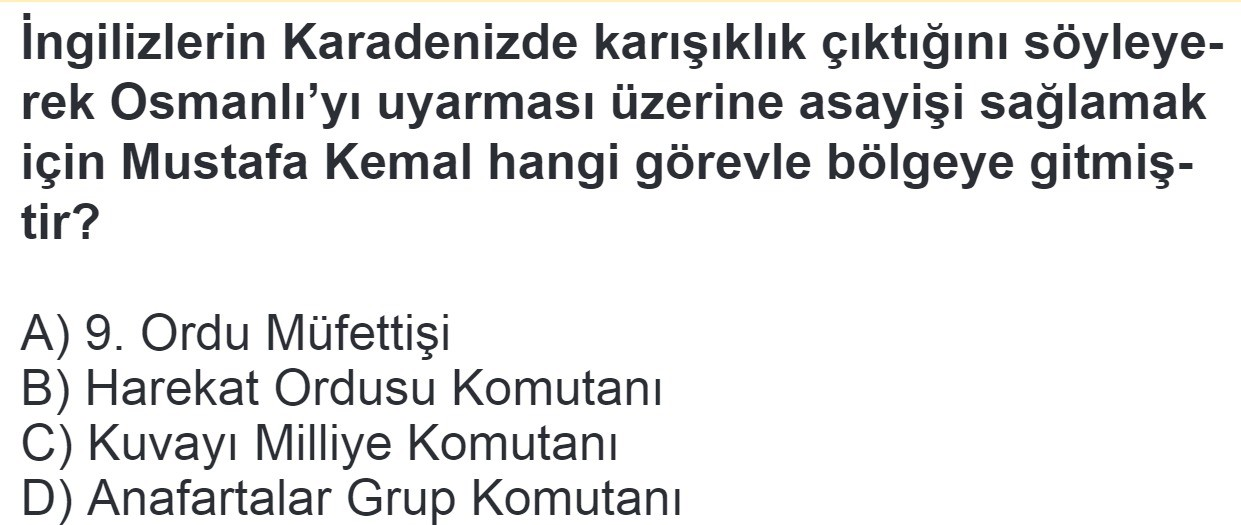 İngilizlerin Karadenizde karışıklık çıktığını söyleye-
rek Osmanlı’yı uyarması üzerine asayişi sağlamak
için Mustafa Kemal hangi görevle bölgeye gitmiş-
tir?
A) 9. Ordu Müfettişi
B) Harekat Ordusu Komutanı
C) Kuvayı Milliye Komutanı
D) Anafartalar Grup Komutanı